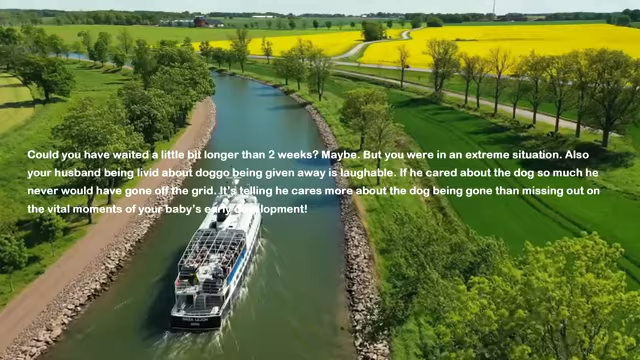 Could you have waited a little bit longer than 2 weeks? Maybe. But you were in an extreme situation. Also
your husband being livid about doggo being given away is laughable. If he cared about the dog so much he
never would have gone off the grid. It's telling he cares more about the dog being gone than missing out on
the vital moments of your baby's early development!